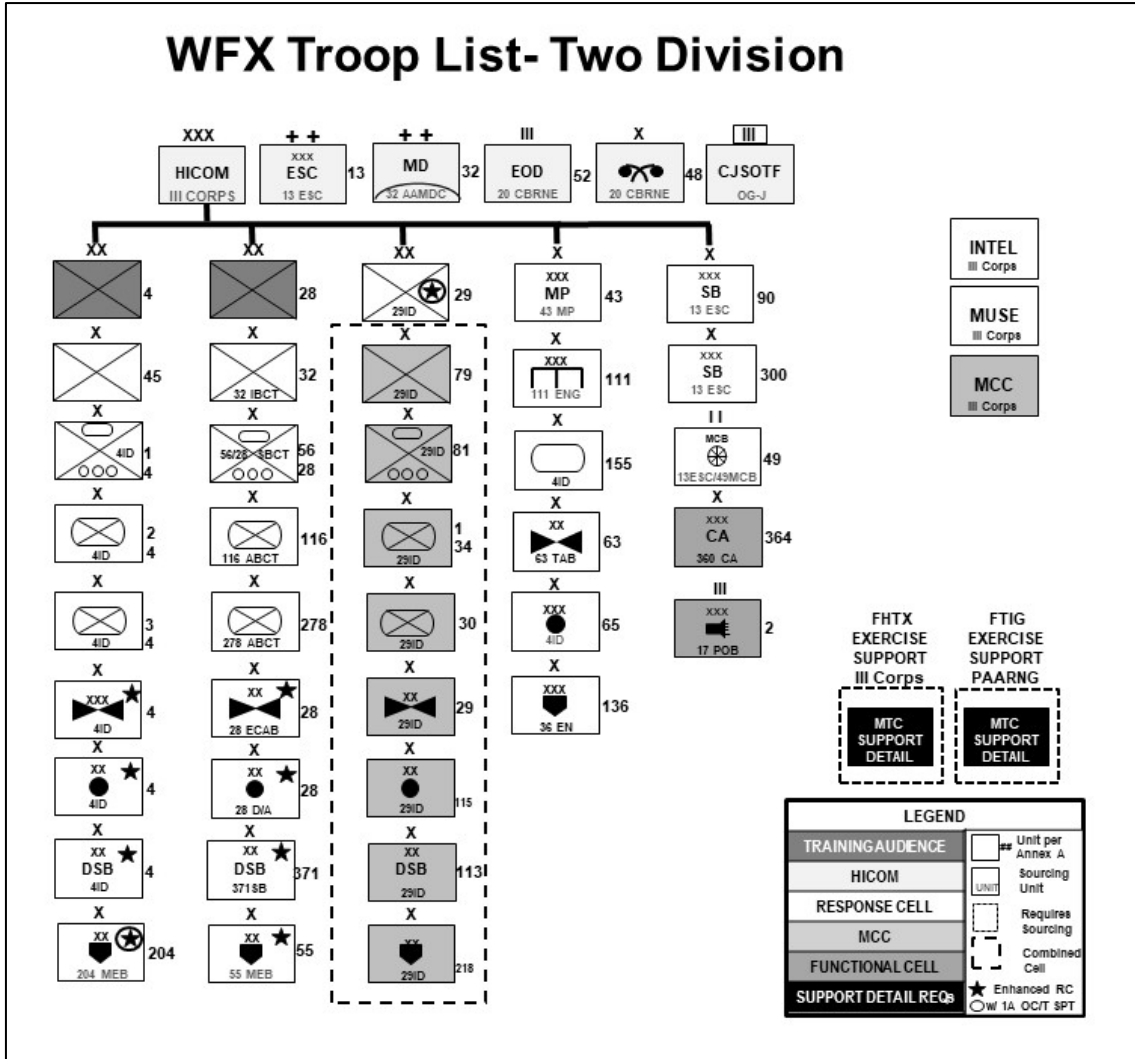 WFX Troop List- Two Division
XXX
HICOM
III CORPS
++
XXX
ESC
13 ESC
13
++
MD
32 AAMDC
32
III
EOD
20 CBRNE
52
X
20 CBRNE
48
III
CJSOTF
OG-J
XX
4
X
45
X
4ID
1
4
X
4ID
2
4
X
4ID
3
4
X
XXX
4ID
4
X
XX
4ID
4
X
XX
DSB
4ID
4
X
XX
204 MEB
204
XX
28
X
32 IBCT
32
X
56/28 SBCT
56
28
X
116 ABCT
116
X
278 ABCT
278
X
XX
28 ECAB
28
X
XX
28 D/A
28
X
XX
DSB
371SB
371
X
XX
55 MEB
55
XX
29ID
29
X
29ID
79
X
29ID
81
X
29ID
1
34
X
29ID
30
X
XX
29ID
29
X
XX
29ID
115
X
XX
DSB
29ID
113
X
XX
29ID
218
X
XXX
MP
43 MP
43
X
XXX
111 ENG
111
X
4ID
155
X
XX
63 TAB
63
X
XXX
4ID
65
X
XXX
36 EN
136
X
XXX
SB
13 ESC
90
X
XXX
SB
13 ESC
300
II
MCB
13ESC/49MCB
49
X
XXX
CA
360 CA
364
III
XXX
17 POB
2
INTEL
III Corps
MUSE
III Corps
MCC
III Corps
FHTX
EXERCISE
SUPPORT
III Corps
MTC
SUPPORT
DETAIL
FTIG
EXERCISE
SUPPORT
PAARNG
MTC
SUPPORT
DETAIL
LEGEND
TRAINING AUDIENCE
HICOM
RESPONSE CELL
MCC
FUNCTIONAL CELL
SUPPORT DETAIL REQs
## Unit per
Annex A
UNIT
Sourcing
Unit
Requires
Sourcing
Combined
Cell
Enhanced RC
w/ 1A OC/T SPT